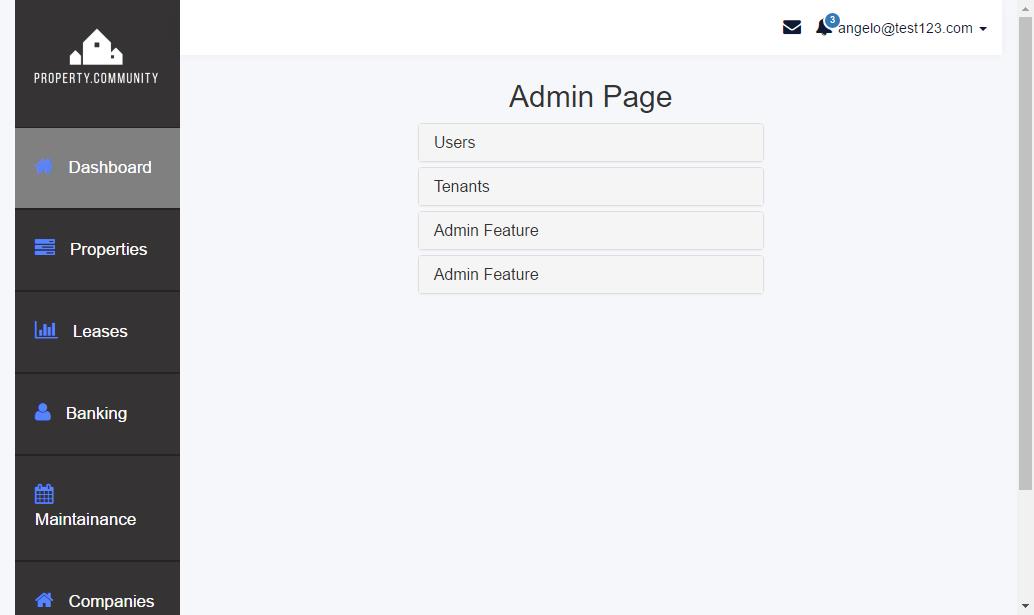 PROPERTY.COMMUNITY
3
angelo@test123.com
Dashboard
Properties
Leases
Banking
Maintainance
Companies
Admin Page
Users
Tenants
Admin Feature
Admin Feature